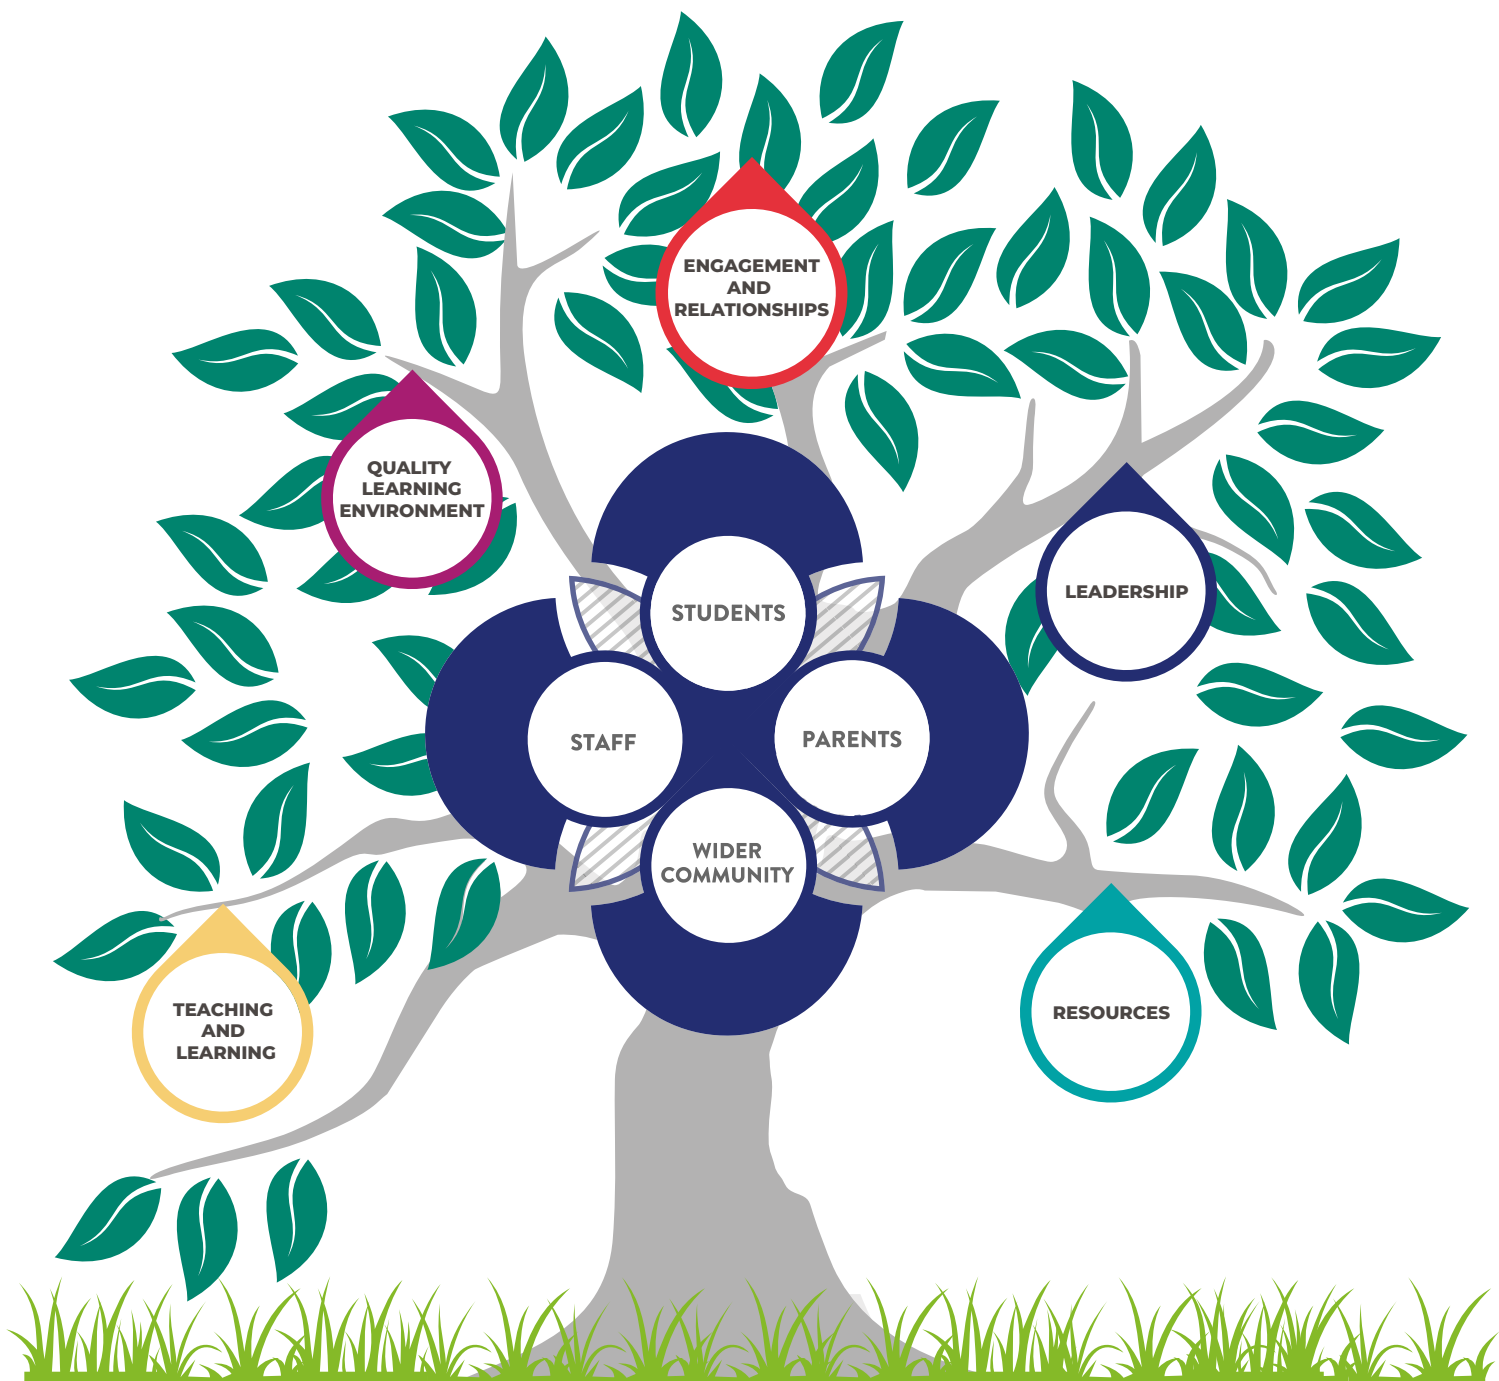 ENGAGEMENT
AND
RELATIONSHIPS
QUALITY
LEARNING
ENVIRONMENT
LEADERSHIP
STUDENTS
STAFF
PARENTS
WIDER
COMMUNITY
TEACHING
AND
LEARNING
RESOURCES